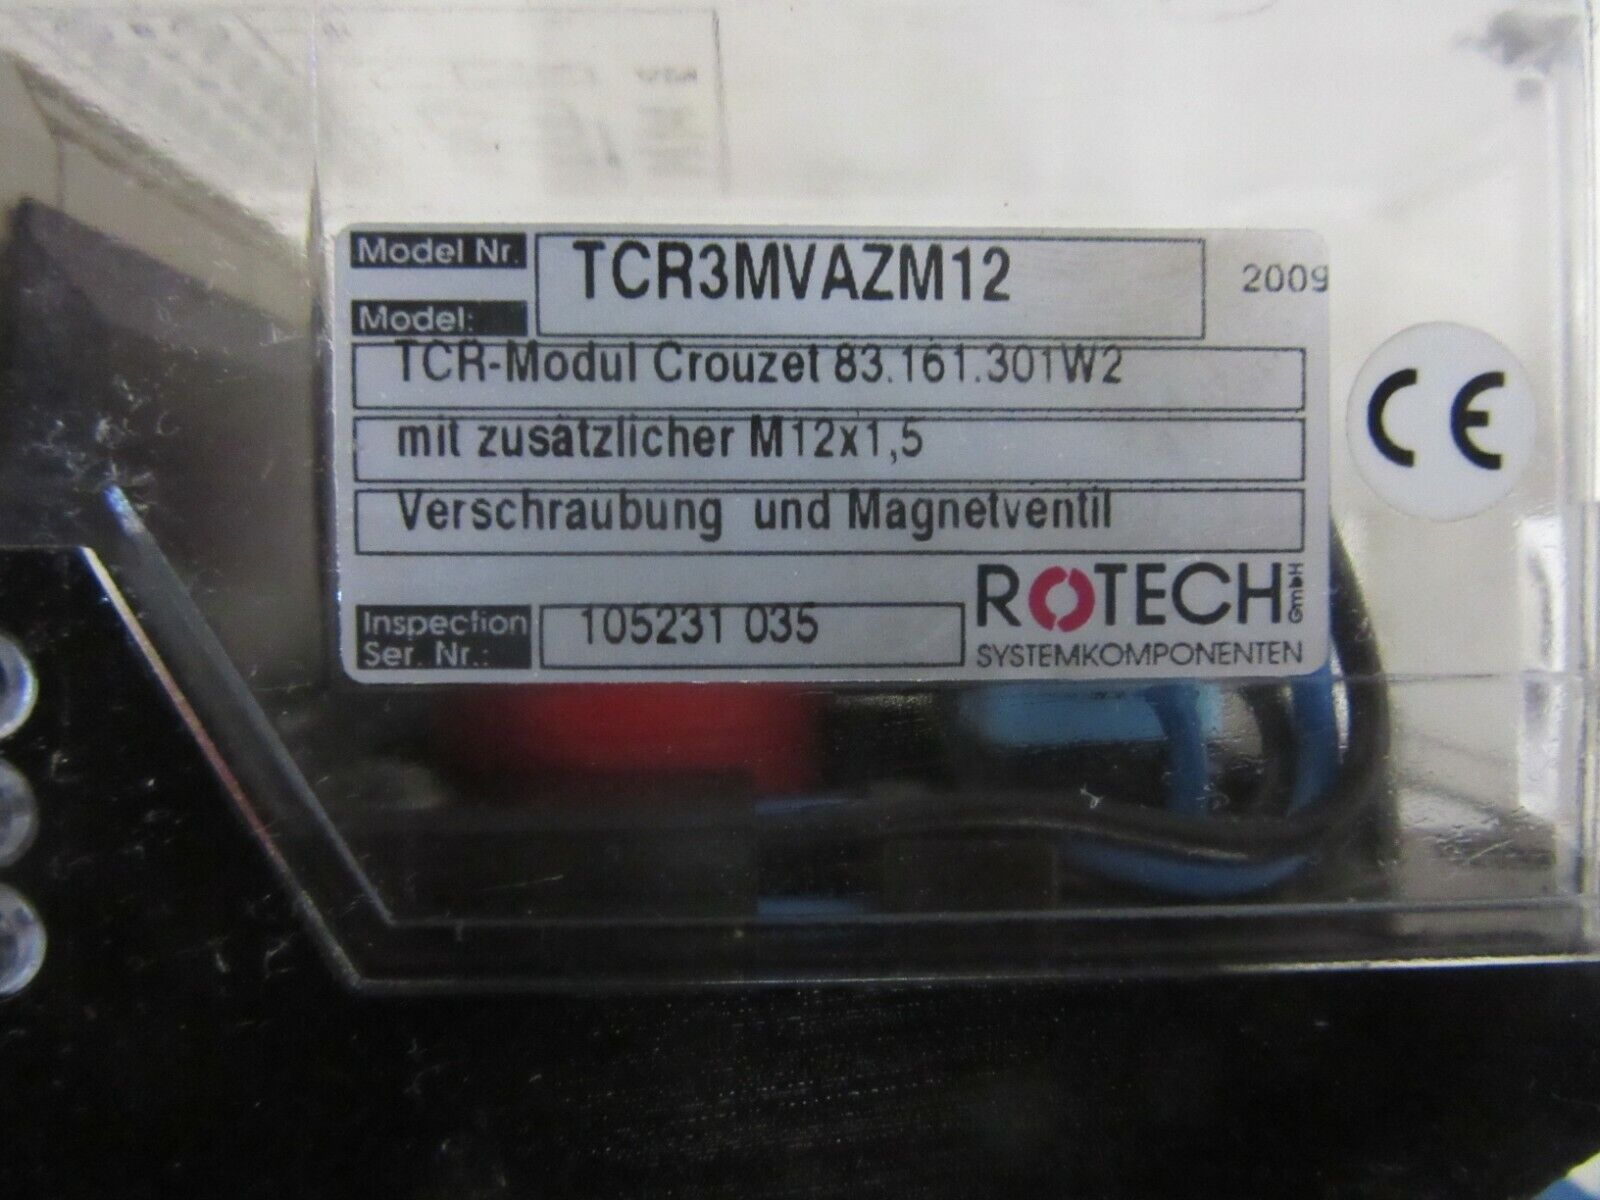 Model Nr.
TCR3MVAZM12
2009
Model:
TCR-Modul Crouzet 83.161.301W2
mit zusätzlicher M12x1,5
Verschraubung und Magnetventil
Inspection
Ser. Nr.:
105231 035
ROTECH GmbH
SYSTEMKOMPONENTEN
CE